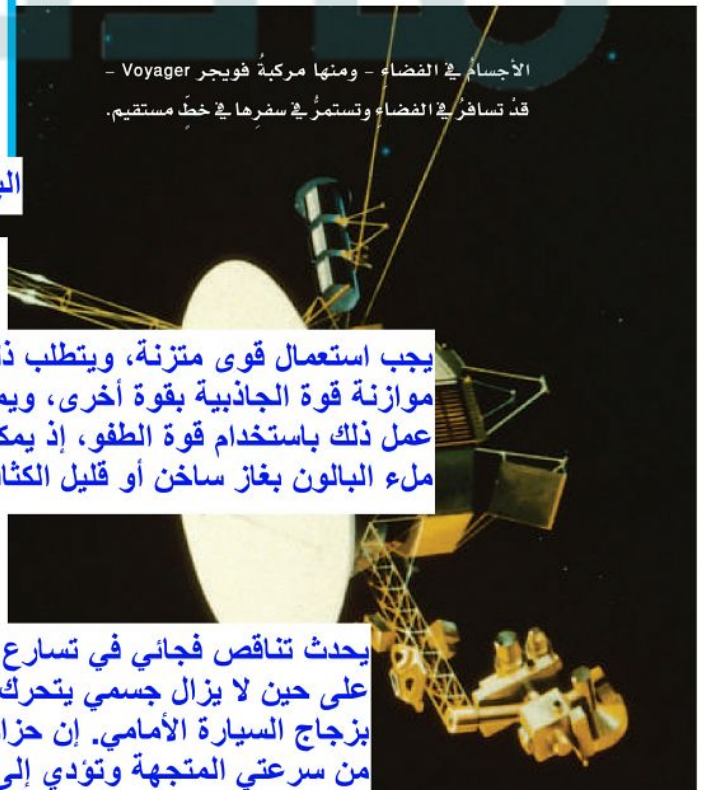 الأجسامُ في الفضاءِ - ومنها مركبةُ فويجر Voyager -
قدْ تسافرُ في الفضاءِ وتستمرُّ في سفرِها في خطٍّ مستقيم.
يجب استعمال قوى متزنة، ويتطلب
موازنة قوة الجاذبية بقوة أخرى،
عمل ذلك باستخدام قوة الطفو، إذ
ملء البالون بغاز ساخن أو قليل
يحدث تناقص فجائي في تسارع
على حين لا يزال جسمي يتحرك
بزجاج السيارة الأمامي. إن
من سرعتي المتجهة وتؤدي إلى